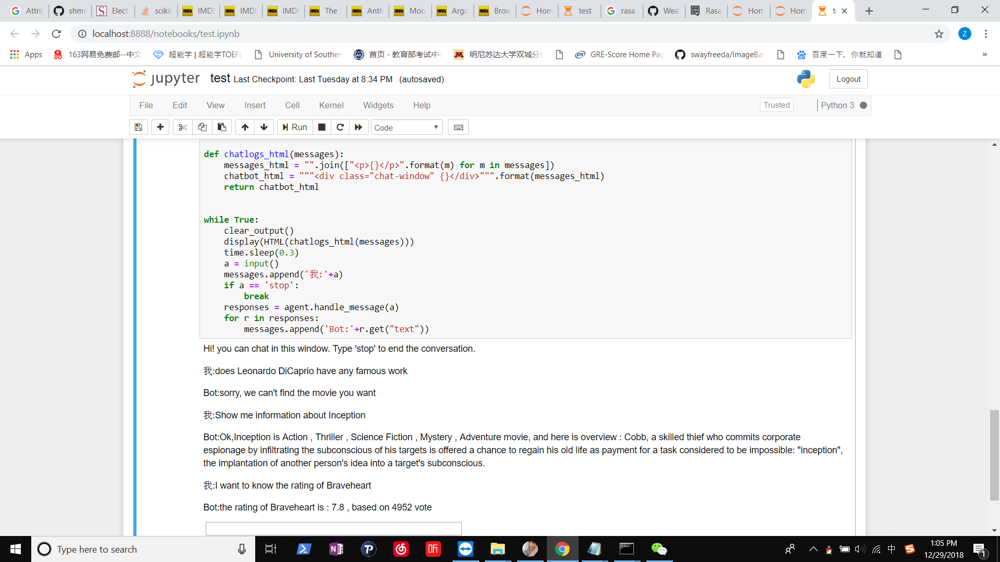 Attril
shmr
Elect
scikit
IMDI
IMDI
IMDI
The
Anth
Moo
Argo
Brow
Hom
test
rasa
Weat
Rasa
Hom
Hom
localhost:8888/notebooks/test.ipynb
Z
Apps
163网易免费邮--中文
超能学 | 超能学TOEFL
University of Souther
首页 - 教育部考试中
明尼苏达大学双城分
GRE-Score Home Pag
swayfreeda/ImageBa
百度一下，你就知道
»
jupyter test Last Checkpoint: Last Tuesday at 8:34 PM (autosaved)
Logout
File Edit View Insert Cell Kernel Widgets Help
Trusted
Python 3
Run
Code
def chatlogs_html(messages):
messages_html = "".join(["<p>{}</p>".format(m) for m in messages])
chatbot_html = """<div class="chat-window" {}</div>""".format(messages_html)
return chatbot_html
while True:
clear_output()
display(HTML(chatlogs_html(messages)))
time.sleep(0.3)
a = input()
messages.append('我:'+a)
if a == 'stop':
break
responses = agent.handle_message(a)
for r in responses:
messages.append('Bot:'+r.get("text"))
Hi! you can chat in this window. Type 'stop' to end the conversation.
我:does Leonardo DiCaprio have any famous work
Bot:sorry, we can't find the movie you want
我:Show me information about Inception
Bot:Ok,Inception is Action , Thriller , Science Fiction , Mystery , Adventure movie, and here is overview : Cobb, a skilled thief who commits corporate
espionage by infiltrating the subconscious of his targets is offered a chance to regain his old life as payment for a task considered to be impossible: "inception",
the implantation of another person's idea into a target's subconscious.
我:I want to know the rating of Braveheart
Bot:the rating of Braveheart is : 7.8 , based on 4952 vote
Type here to search
中
1:05 PM
12/29/2018
1